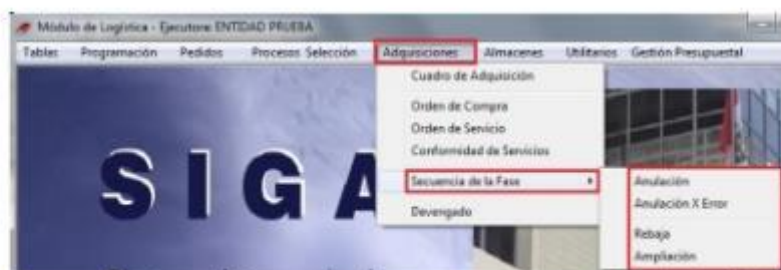 Módulo de Logística - Ejecutora: ENTIDAD PRUEBA
Tablas Programación Pedidos Procesos Selección Adquisiciones Almacenes Utilitarios Gestión Presupuestal
Cuadro de Adquisición
Orden de Compra
Orden de Servicio
Conformidad de Servicios
Secuencia de la Fase
Devengado
Anulación
Anulación X Error
Rebaja
Ampliación
SIGA